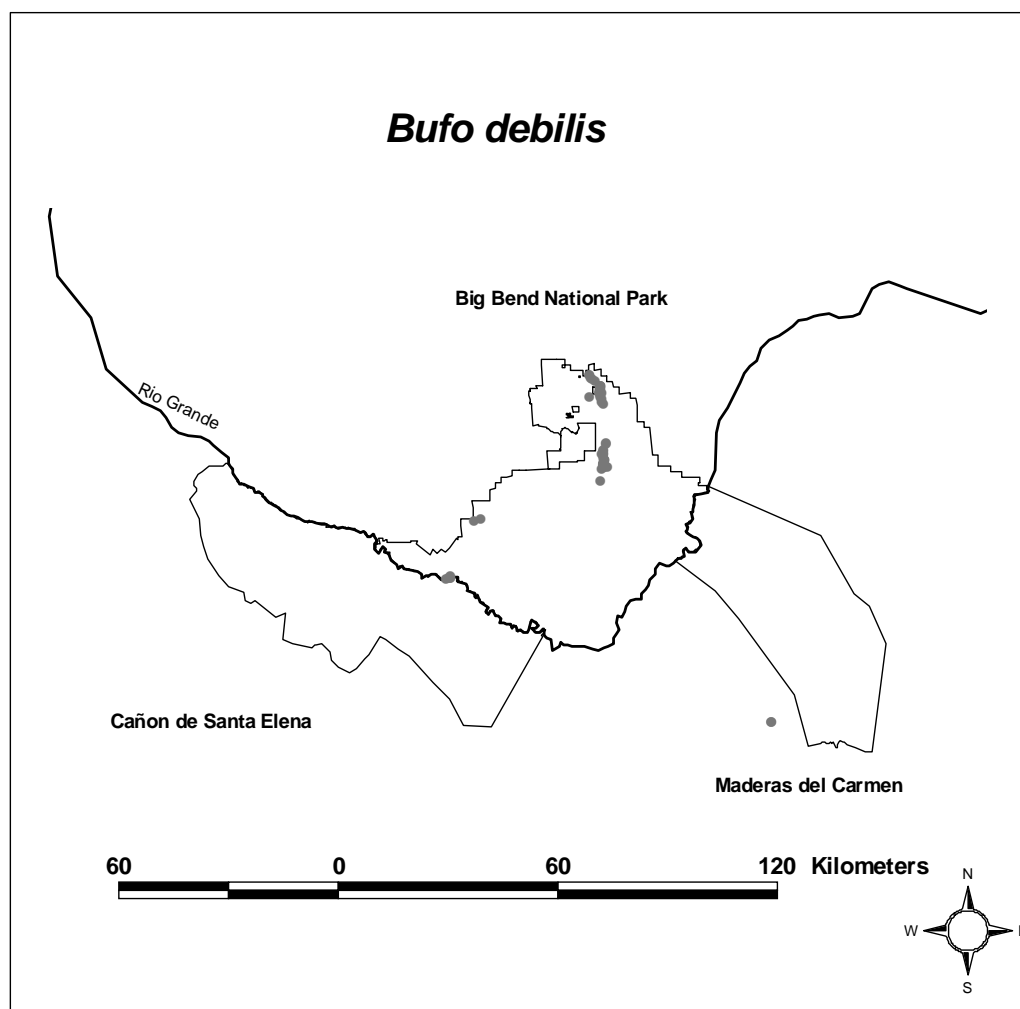 Bufo debilis
Big Bend National Park
Rio Grande
Cañon de Santa Elena
Maderas del Carmen
60 0 60 120 Kilometers
N
W
S